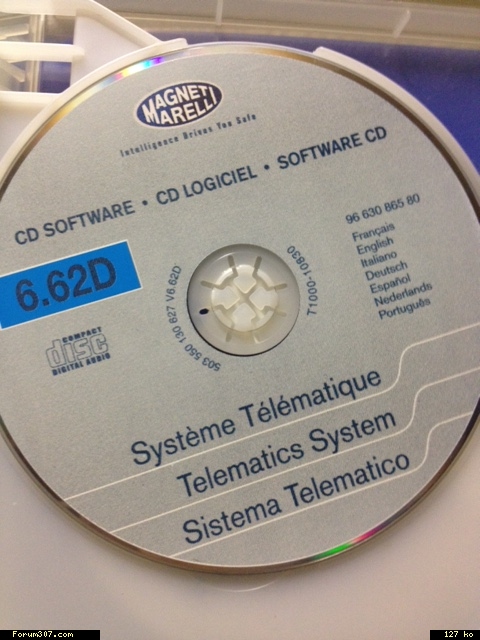 MAGNETI
MARELLI
Intelligence Drives You Safe
CD SOFTWARE • CD LOGICIEL • SOFTWARE CD
6.62D
96 630 865 80
Français
English
Italiano
Deutsch
Español
Nederlands
Português
503 550 130 627 V6.62D
T1000-10830
COMPACT
disc
DIGITAL AUDIO
Système Télématique
Telematics System
Sistema Telematico
Forum307.com
127 ko